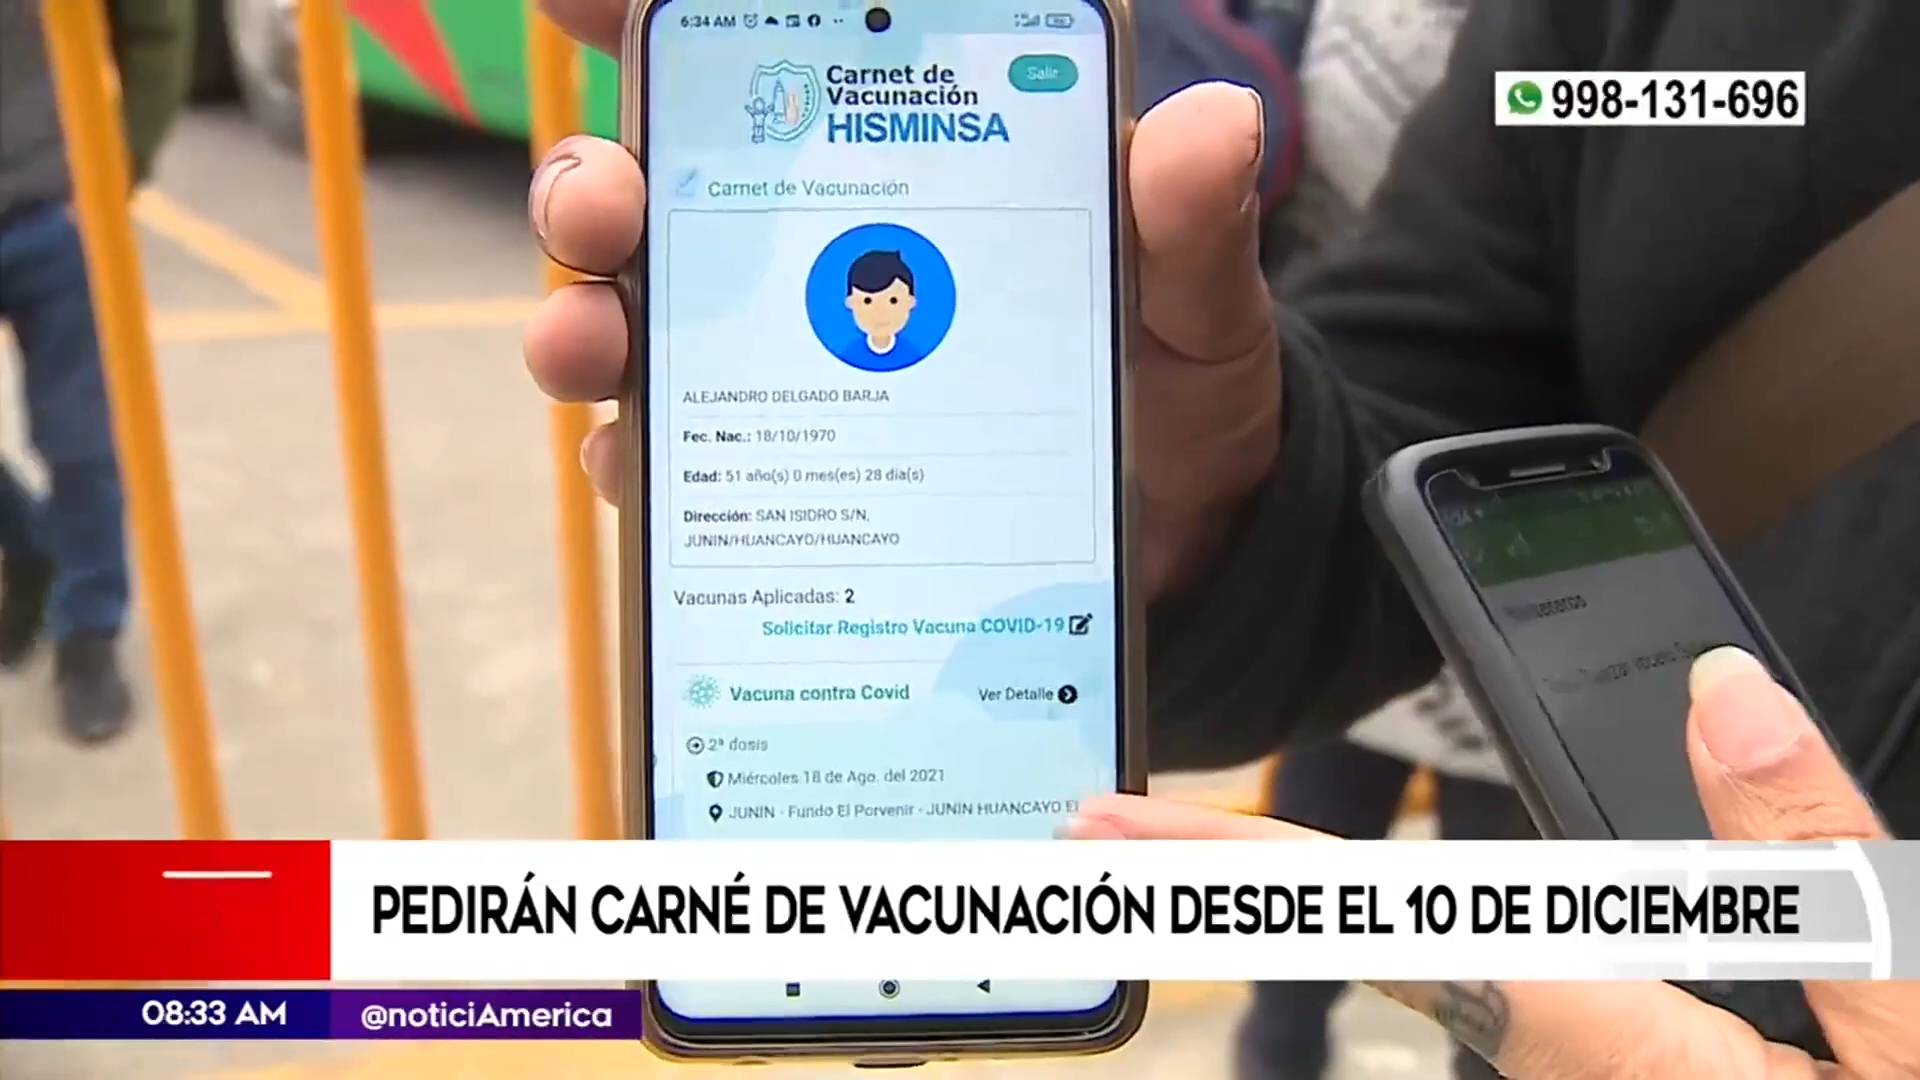 6:34 AM
Carnet de
Vacunación
HISMINSA
Salir
998-131-696
Carnet de Vacunación
ALEJANDRO DELGADO BARJA
Fec. Nac.: 18/10/1970
Edad: 51 año(s) 0 mes(es) 28 día(s)
Dirección: SAN ISIDRO S/N,
JUNIN/HUANCAYO/HUANCAYO
Vacunas Aplicadas: 2
Solicitar Registro Vacuna COVID-19
Vacuna contra Covid
Ver Detalle
2ª dosis
Miércoles 18 de Ago. del 2021
JUNIN - Fundo El Porvenir - JUNIN HUANCAYO EL
PEDIRÁN CARNÉ DE VACUNACIÓN DESDE EL 10 DE DICIEMBRE
08:33 AM
@noticiAmerica